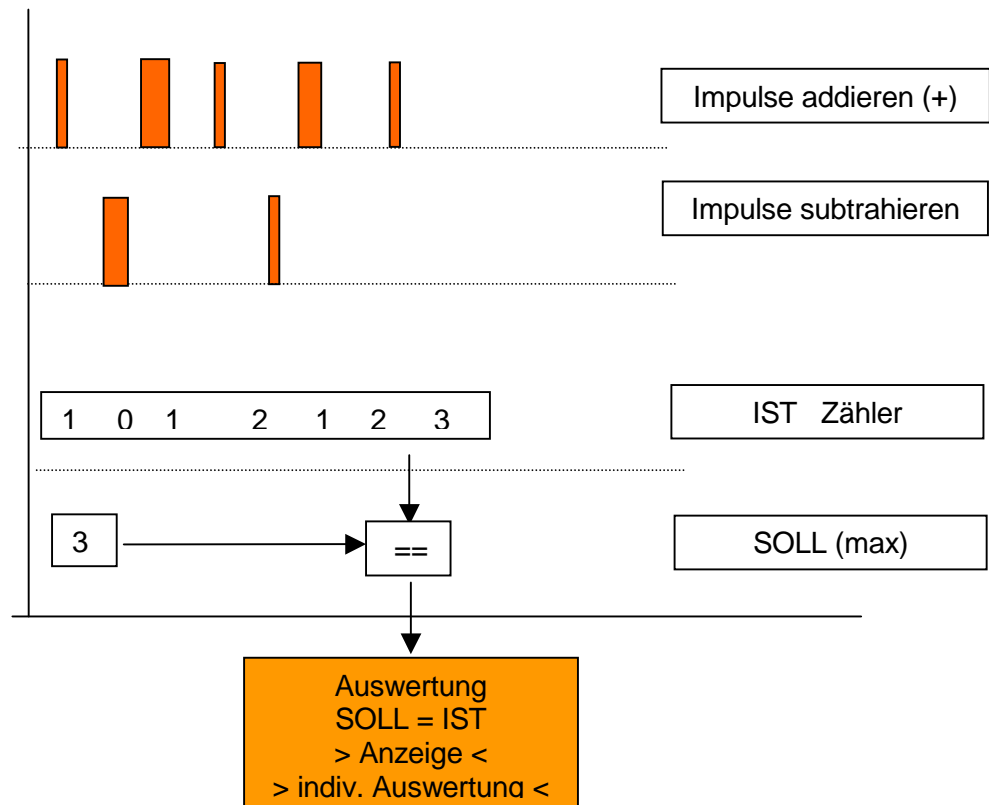 Impulse addieren (+)
Impulse subtrahieren
1 0 1 2 1 2 3
IST Zähler
3
==
SOLL (max)
Auswertung
SOLL = IST
> Anzeige <
> indiv. Auswertung <